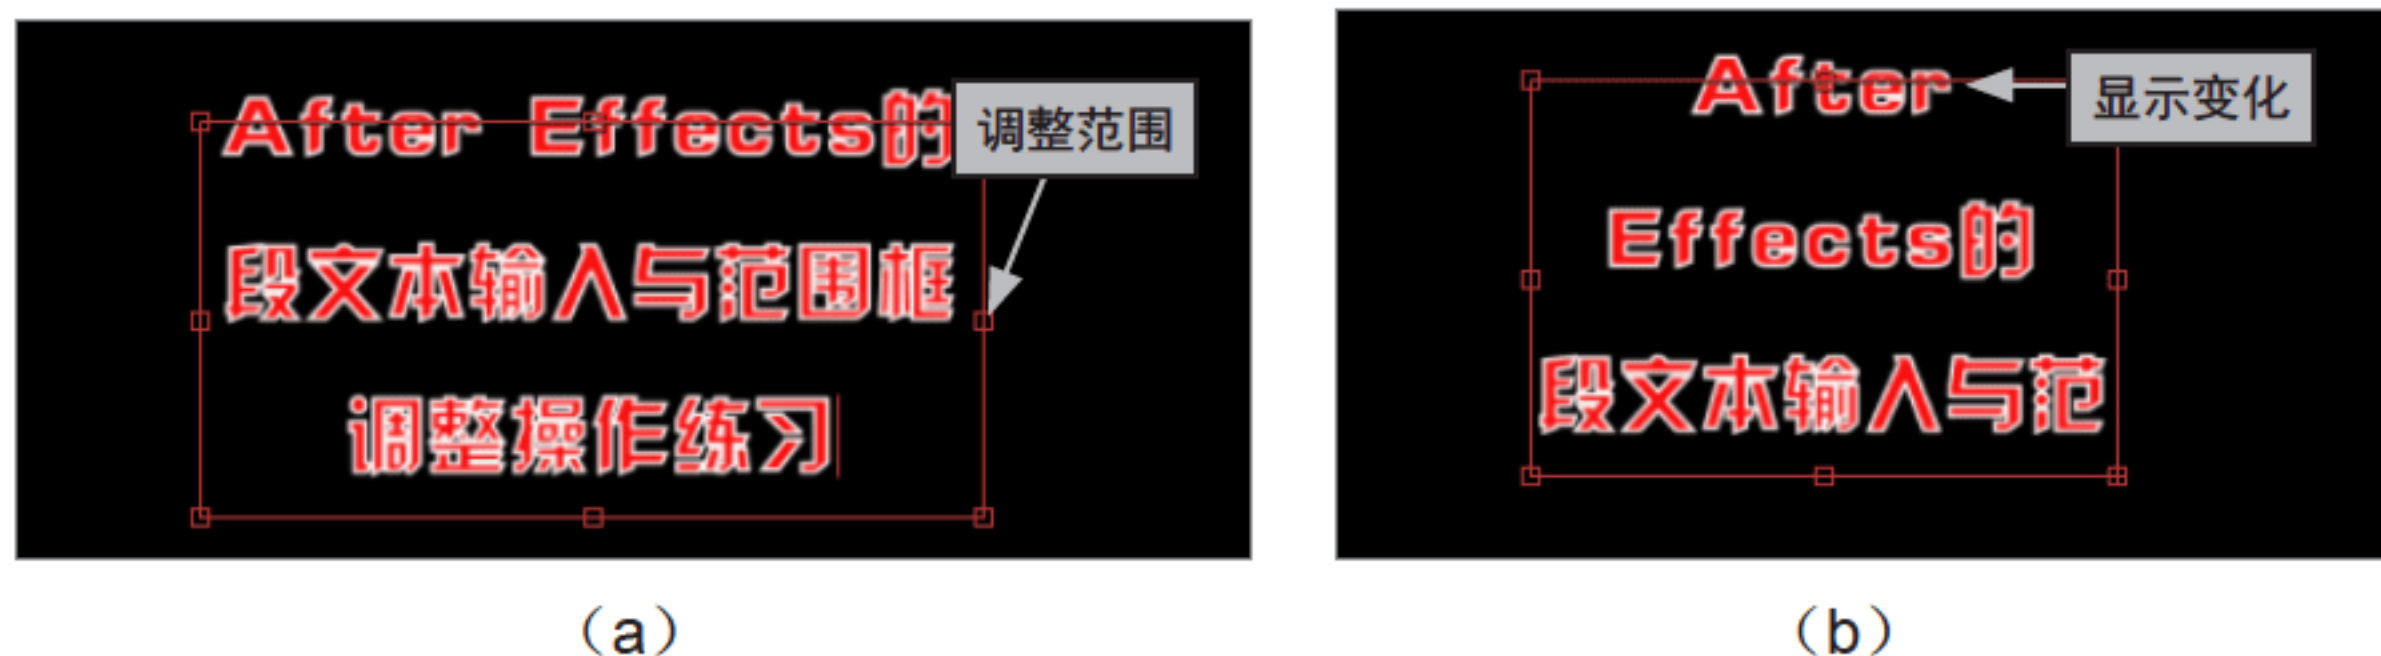 After Effects的
调整范围
段文本输入与范围框
调整操作练习
(a)
After
显示变化
Effects的
段文本输入与范
(b)